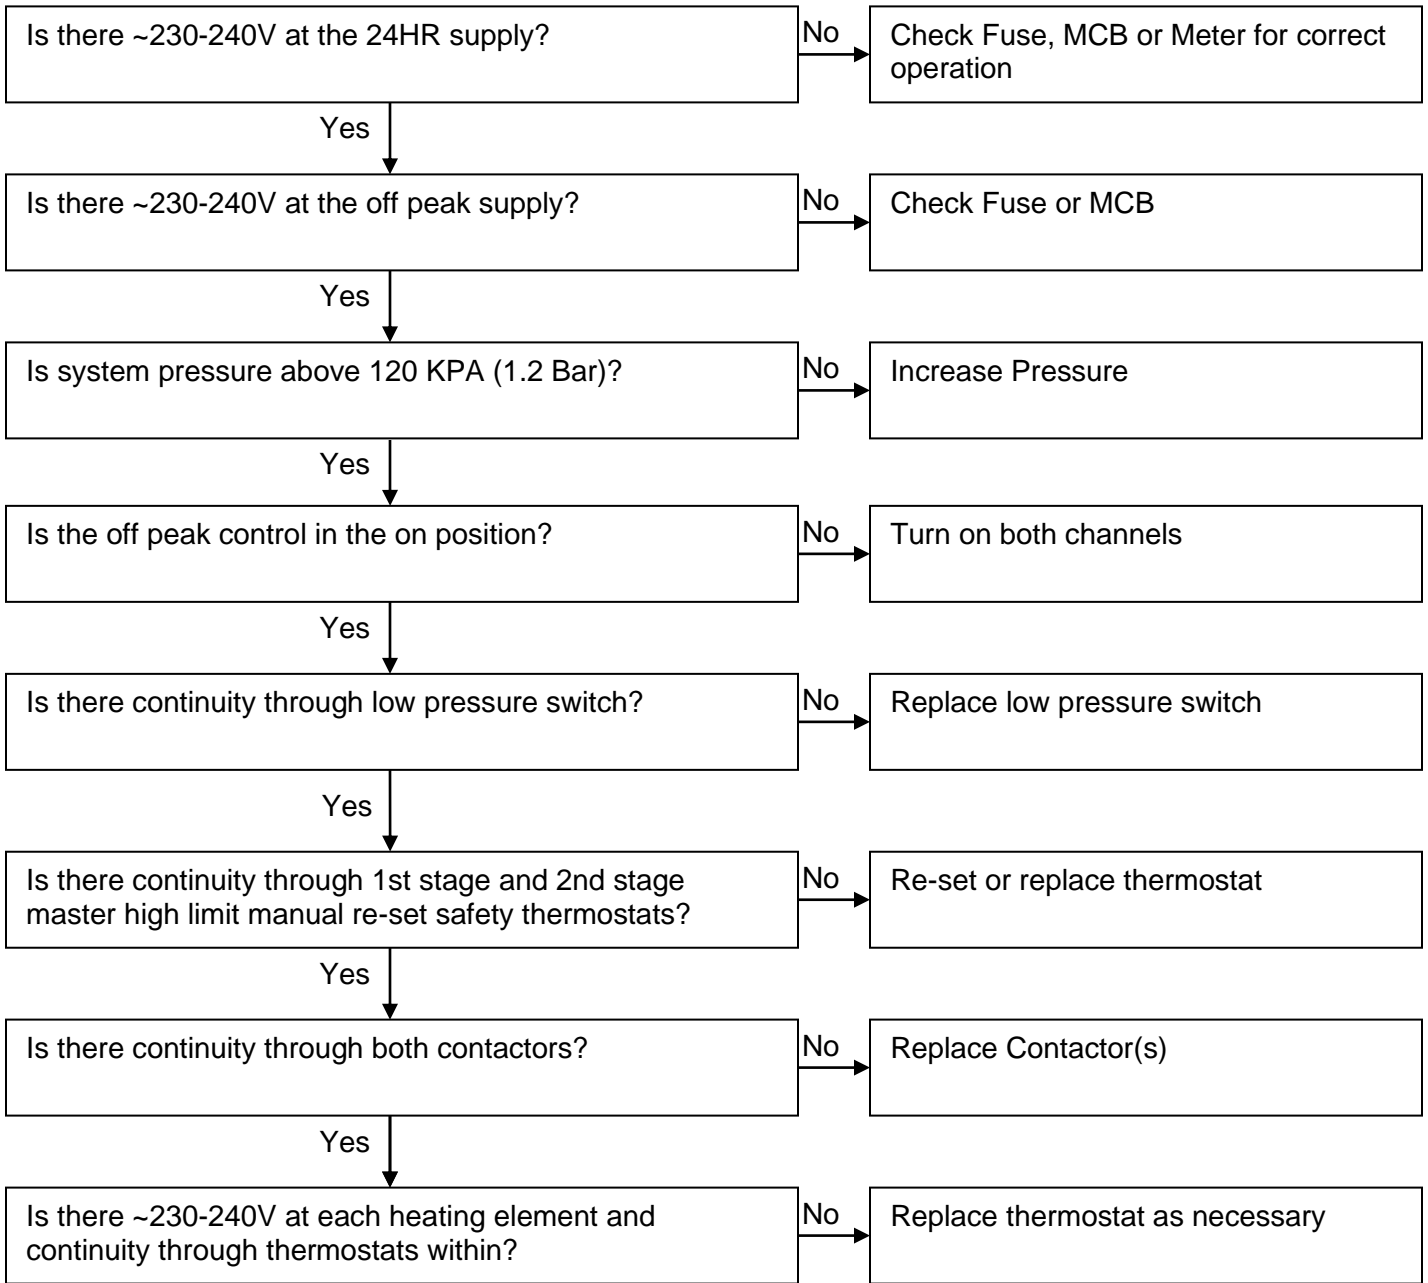 Is there ~230-240V at the 24HR supply?
No
Check Fuse, MCB or Meter for correct
operation
Yes
Is there ~230-240V at the off peak supply?
No
Check Fuse or MCB
Yes
Is system pressure above 120 KPA (1.2 Bar)?
No
Increase Pressure
Yes
Is the off peak control in the on position?
No
Turn on both channels
Yes
Is there continuity through low pressure switch?
No
Replace low pressure switch
Yes
Is there continuity through 1st stage and 2nd stage
master high limit manual re-set safety thermostats?
No
Re-set or replace thermostat
Yes
Is there continuity through both contactors?
No
Replace Contactor(s)
Yes
Is there ~230-240V at each heating element and
continuity through thermostats within?
No
Replace thermostat as necessary